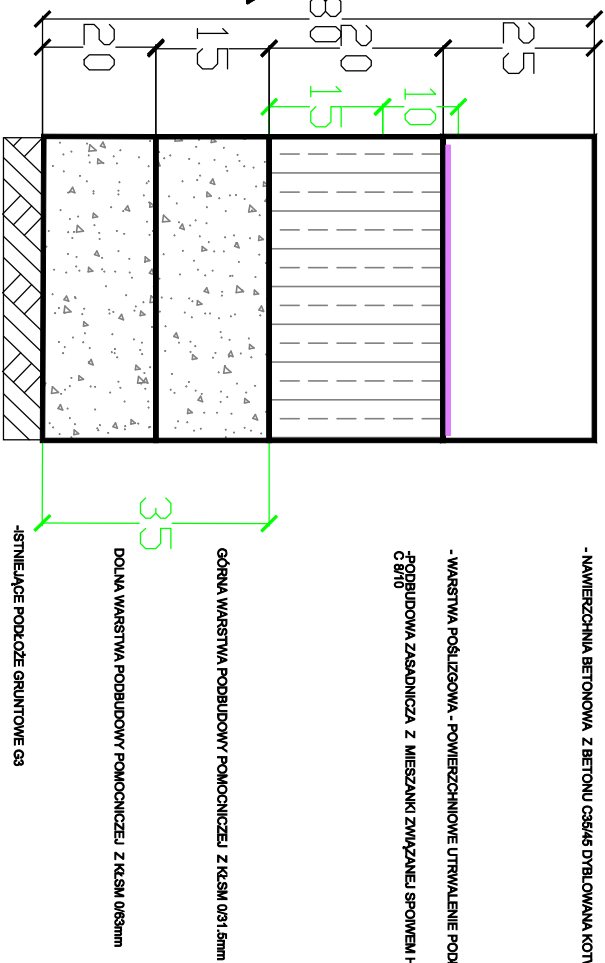 - NAWIERZCHNIA BETONOWA Z BETONU C35/45 DYBLOWANA
25
80
- WARSTWA POŚLIZGOWA - POWIERZCHNIOWE UTRWALENIE
10
20
-PODBUDOWA ZASADNICZA Z MIESZANKI ZWIĄZANEJ SPOIWEM H
C 8/10
15
15
GÓRNA WARSTWA PODBUDOWY POMOCNICZEJ Z KŁSM 0/31.5mm
35
20
DOLNA WARSTWA PODBUDOWY POMOCNICZEJ Z KŁSM 0/63mm
-ISTNIEJĄCE PODŁOŻE GRUNTOWE G3